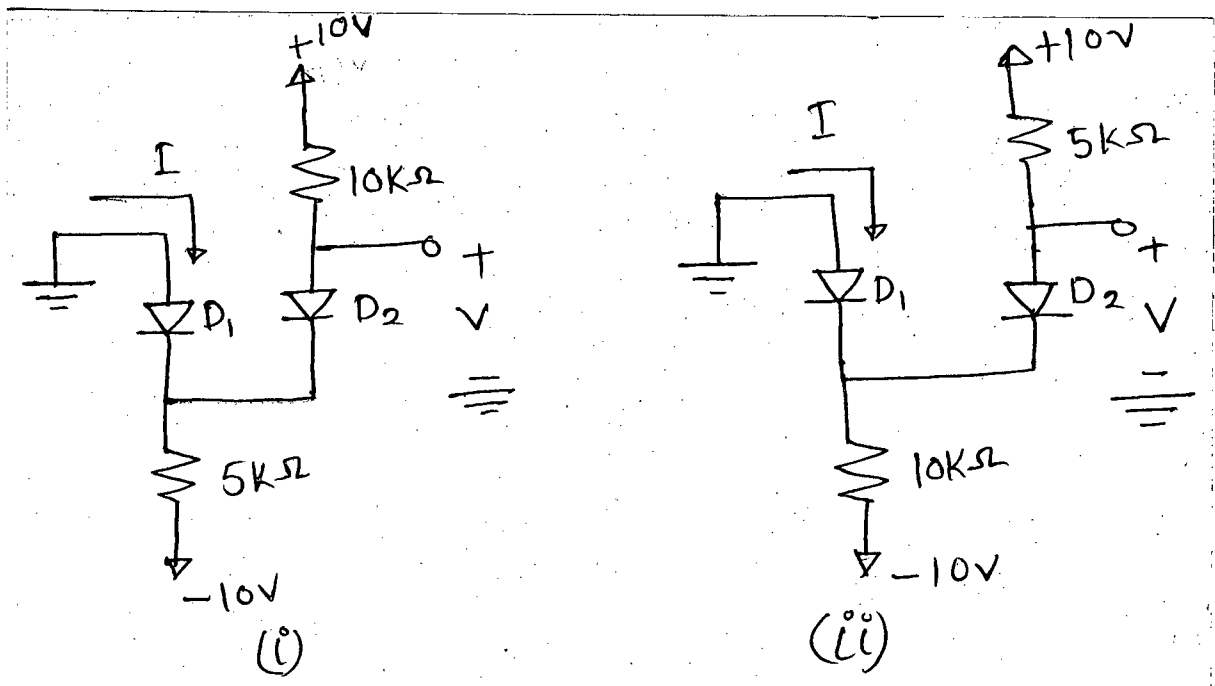 +10V
I
10KΩ
+
D1
D2
V
-
5KΩ
-10V
(i)
+10V
I
5KΩ
+
D1
D2
V
-
10KΩ
-10V
(ii)